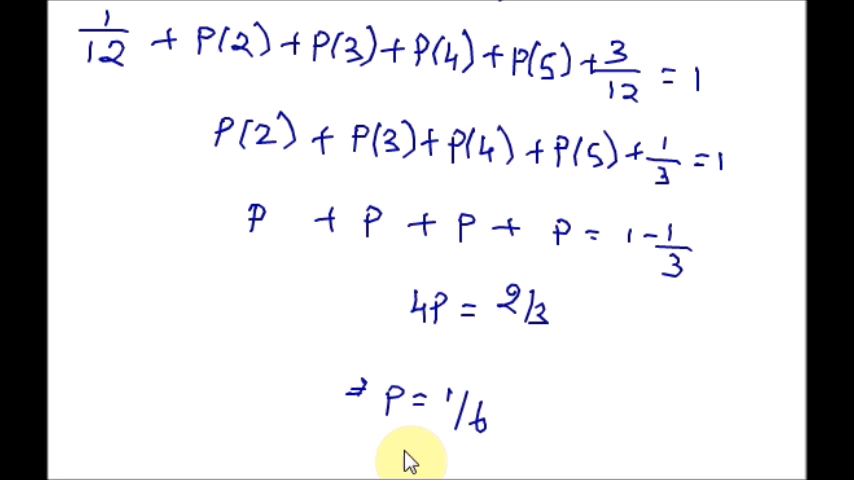 1/12 + P(2) + P(3) + P(4) + P(5) + 3/12 = 1
P(2) + P(3) + P(4) + P(5) + 1/3 = 1
P + P + P + P = 1 - 1/3
4P = 2/3
⇒ P = 1/6